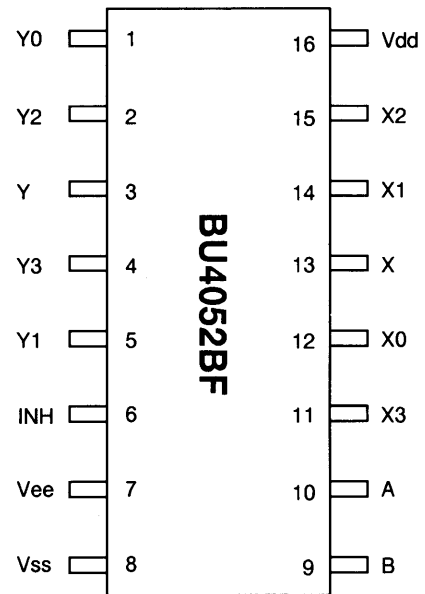 Y0 1 16 Vdd
Y2 2 15 X2
Y 3 14 X1
Y3 4 13 X
Y1 5 12 X0
INH 6 11 X3
Vee 7 10 A
Vss 8 9 B
BU4052BF